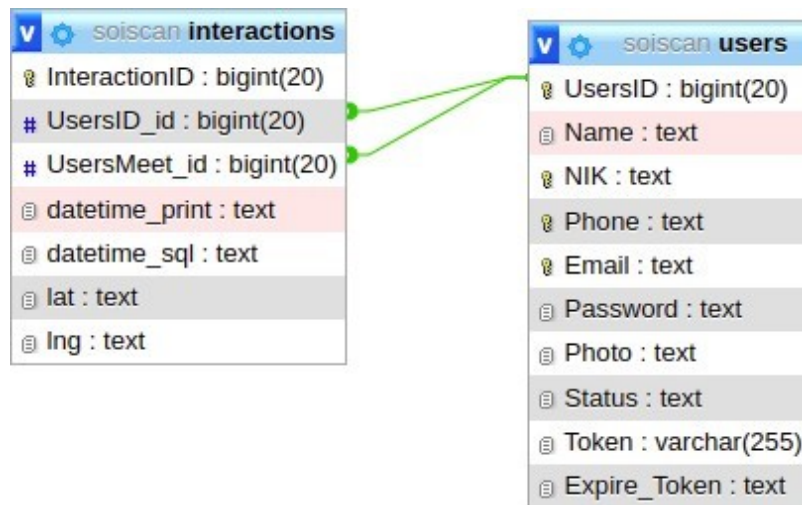 v soiscan interactions
InteractionID : bigint(20)
# UsersID_id : bigint(20)
# UsersMeet_id : bigint(20)
datetime_print : text
datetime_sql : text
lat : text
lng : text
v soiscan users
UsersID : bigint(20)
Name : text
NIK : text
Phone : text
Email : text
Password : text
Photo : text
Status : text
Token : varchar(255)
Expire_Token : text